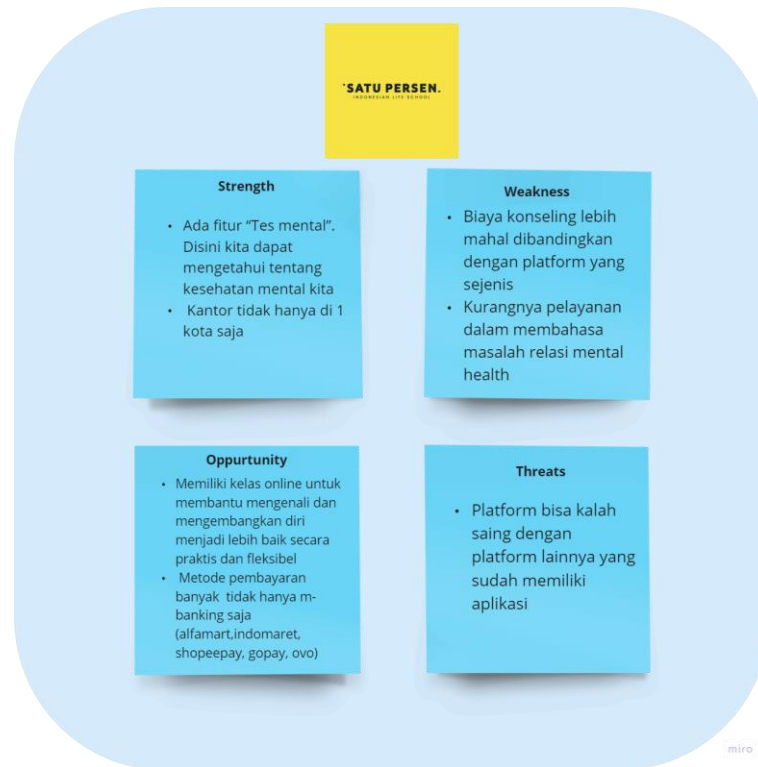 'SATU PERSEN.
INDONESIAN LIFE SCHOOL
Strength
• Ada fitur “Tes mental”.
Disini kita dapat
mengetahui tentang
kesehatan mental kita
• Kantor tidak hanya di 1
kota saja
Weakness
• Biaya konseling lebih
mahal dibandingkan
dengan platform yang
sejenis
• Kurangnya pelayanan
dalam membahasa
masalah relasi mental
health
Oppurtunity
• Memiliki kelas online untuk
membantu mengenali dan
mengembangkan diri
menjadi lebih baik secara
praktis dan fleksibel
• Metode pembayaran
banyak tidak hanya m-
banking saja
(alfamart,indomaret,
shopeepay, gopay, ovo)
Threats
• Platform bisa kalah
saing dengan
platform lainnya yang
sudah memiliki
aplikasi
miro